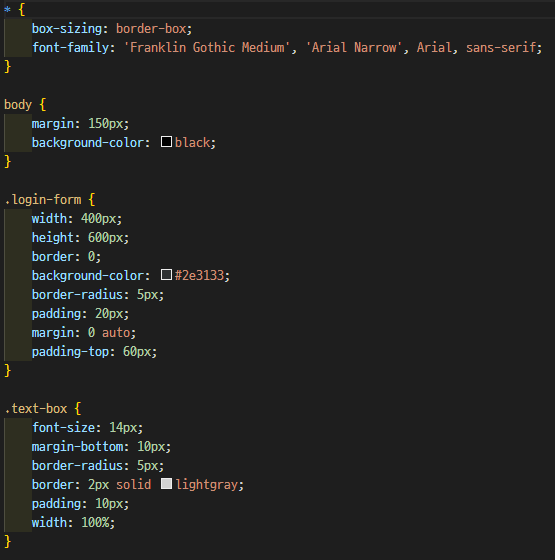 * {
    box-sizing: border-box;
    font-family: 'Franklin Gothic Medium', 'Arial Narrow', Arial, sans-serif;
}

body {
    margin: 150px;
    background-color: black;
}

.login-form {
    width: 400px;
    height: 600px;
    border: 0;
    background-color: #2e3133;
    border-radius: 5px;
    padding: 20px;
    margin: 0 auto;
    padding-top: 60px;
}

.text-box {
    font-size: 14px;
    margin-bottom: 10px;
    border-radius: 5px;
    border: 2px solid lightgray;
    padding: 10px;
    width: 100%;
}